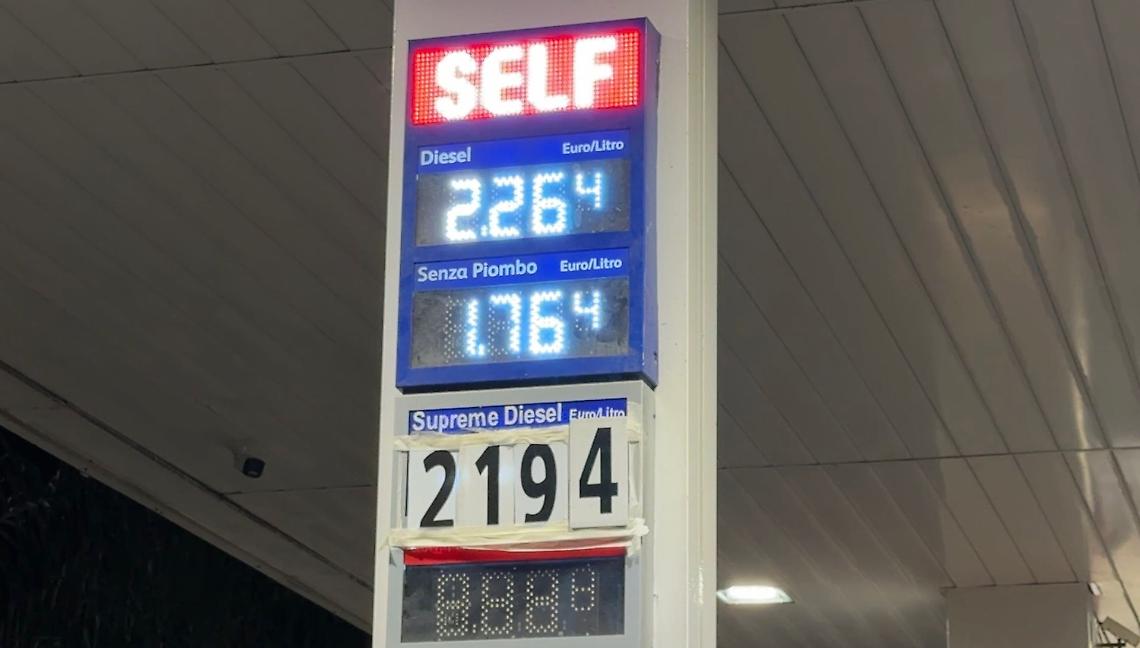 SELF
Diesel Euro/Litro
2.264
Senza Piombo Euro/Litro
1.764
Supreme Diesel Euro/Litro
2194